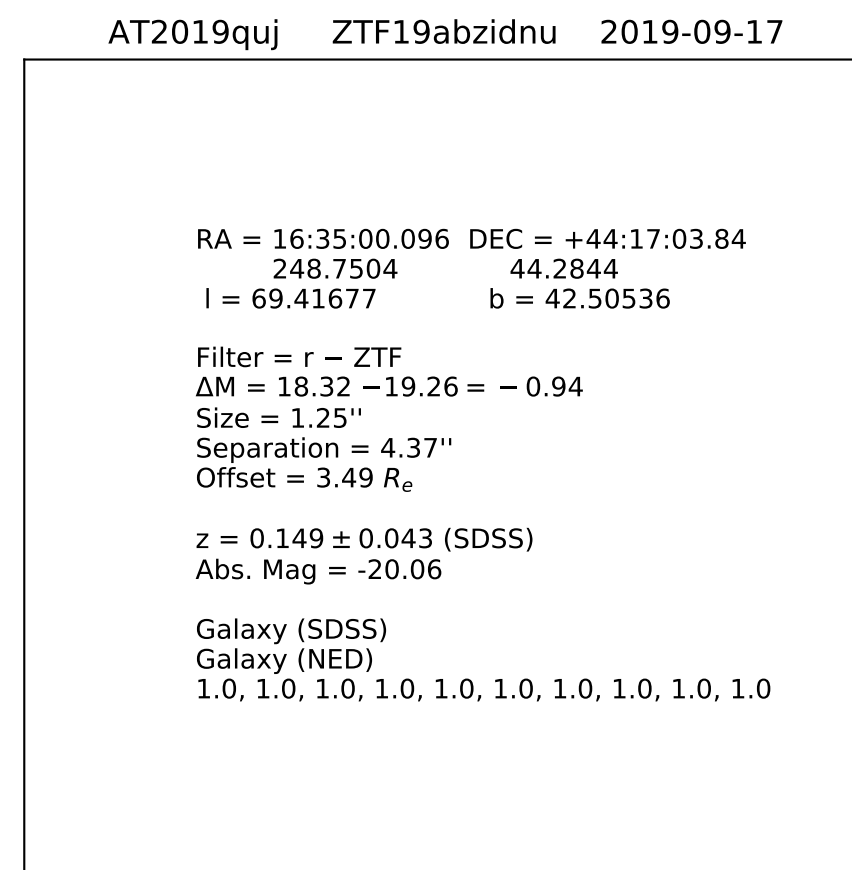 AT2019quj ZTF19abzidnu 2019-09-17
RA = 16:35:00.096 DEC = +44:17:03.84
248.7504 44.2844
l = 69.41677 b = 42.50536
Filter = r − ZTF
ΔM = 18.32 −19.26 = − 0.94
Size = 1.25''
Separation = 4.37''
Offset = 3.49 Rₑ
z = 0.149 ± 0.043 (SDSS)
Abs. Mag = -20.06
Galaxy (SDSS)
Galaxy (NED)
1.0, 1.0, 1.0, 1.0, 1.0, 1.0, 1.0, 1.0, 1.0, 1.0